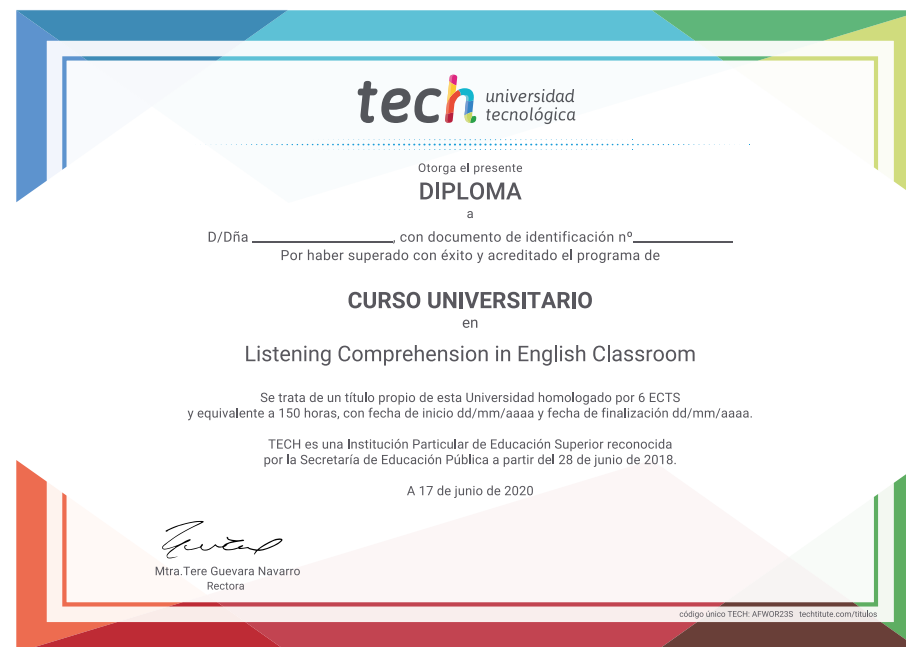 tech universidad
tecnológica
Otorga el presente
DIPLOMA
a
D/Dña ____________________, con documento de identificación nº______________
Por haber superado con éxito y acreditado el programa de
CURSO UNIVERSITARIO
en
Listening Comprehension in English Classroom
Se trata de un título propio de esta Universidad homologado por 6 ECTS
y equivalente a 150 horas, con fecha de inicio dd/mm/aaaa y fecha de finalización dd/mm/aaaa.
TECH es una Institución Particular de Educación Superior reconocida
por la Secretaría de Educación Pública a partir del 28 de junio de 2018.
A 17 de junio de 2020
Mtra.Tere Guevara Navarro
Rectora
código único TECH: AFWOR23S techtitute.com/titulos